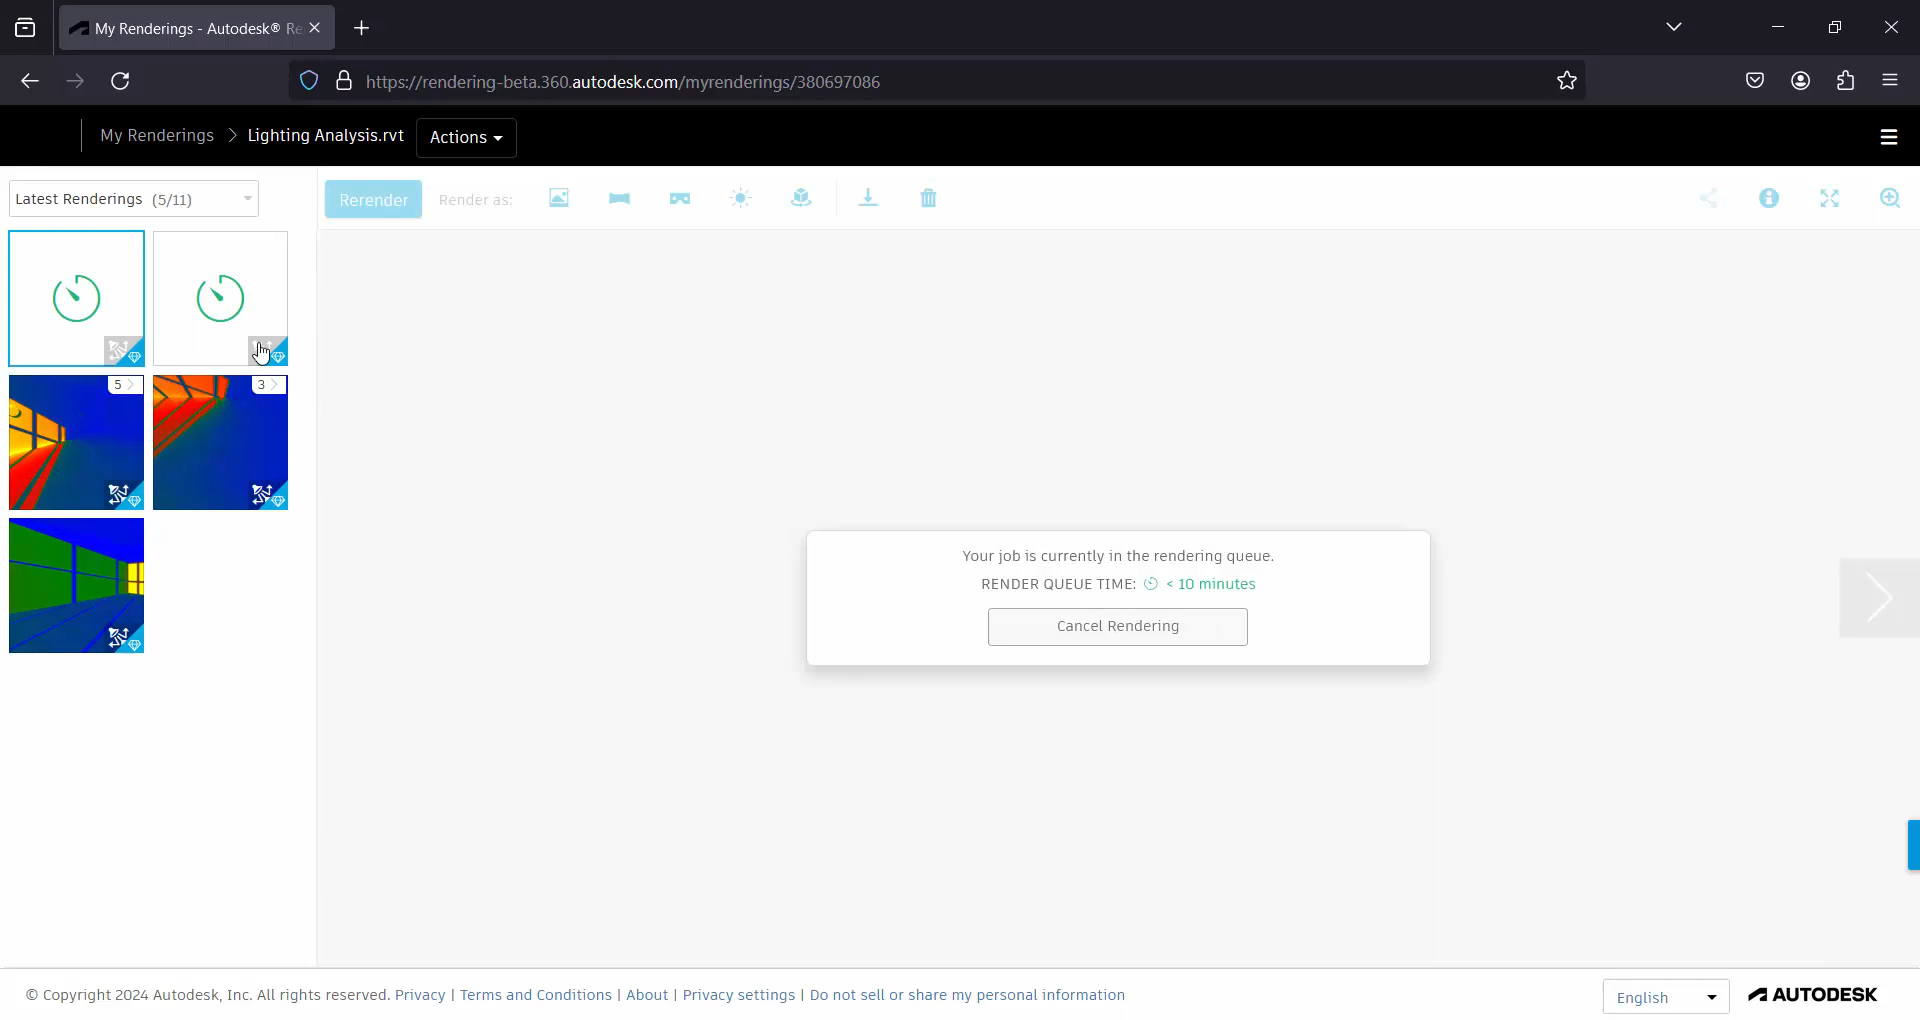 My Renderings - Autodesk® Re
https://rendering-beta.360.autodesk.com/myrenderings/380697086
My Renderings > Lighting Analysis.rvt Actions
Latest Renderings (5/11)
Rerender Render as:
5 3
Your job is currently in the rendering queue.
RENDER QUEUE TIME: < 10 minutes
Cancel Rendering
© Copyright 2024 Autodesk, Inc. All rights reserved. Privacy | Terms and Conditions | About | Privacy settings | Do not sell or share my personal information
English AUTODESK